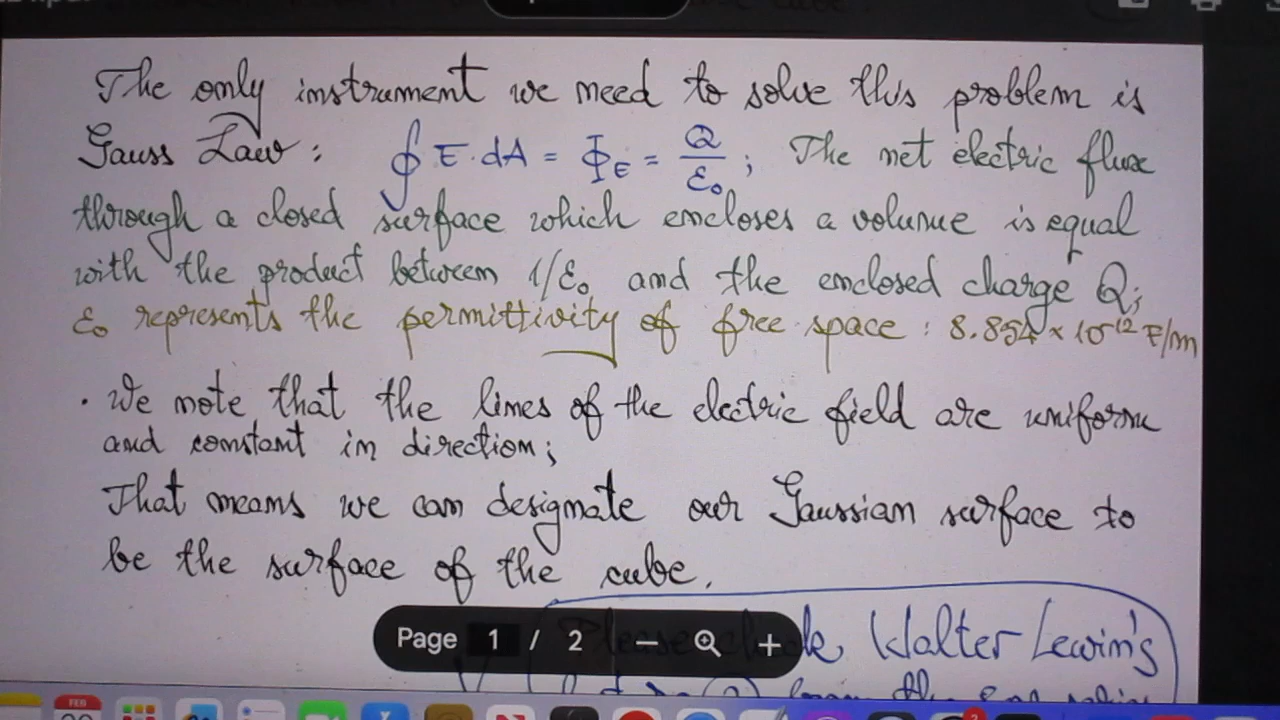 The only instrument we need to solve this problem is
Gauss Law: ∮ E·dA = Φ_E = Q/ε₀ ; The net electric flux
through a closed surface which encloses a volume is equal
with the product between 1/ε₀ and the enclosed charge Q;
ε₀ represents the permittivity of free space: 8.854 × 10⁻¹² F/m
• We note that the lines of the electric field are uniform
and constant in direction;
That means we can designate our Gaussian surface to
be the surface of the cube.
Walter Lewin's
Page 1 / 2 − +
FEB